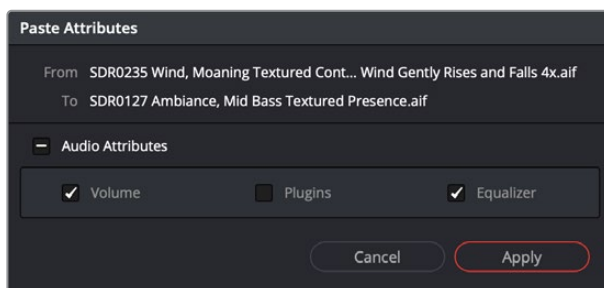 Paste Attributes
From SDR0235 Wind, Moaning Textured Cont... Wind Gently Rises and Falls 4x.aif
To SDR0127 Ambiance, Mid Bass Textured Presence.aif
Audio Attributes
Volume Plugins Equalizer
Cancel Apply